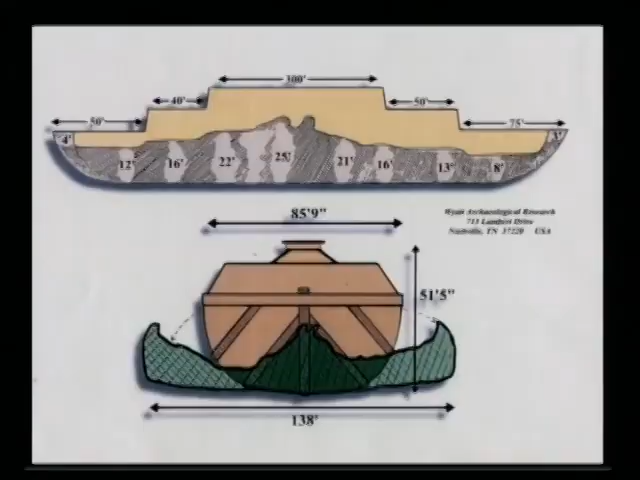 300'
40' 50'
50' 75'
4' 3'
12' 16' 22' 25' 21' 16' 13' 8'
85'9"
Wyatt Archaeological Research
713 Lambert Drive
Nashville, TN 37220 USA
51'5"
138'